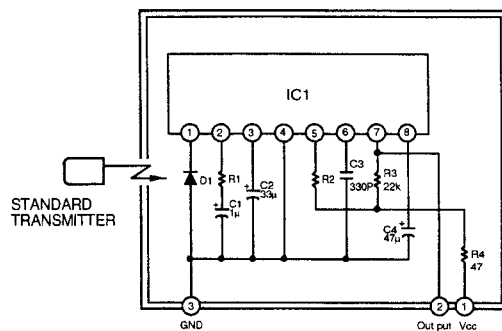 IC1
1 2 3 4 5 6 7 8
STANDARD
TRANSMITTER
D1
R1
C1
1μ
C2
33μ
R2
C3
330P
R3
22k
C4
47μ
R4
47
3
GND
2
Out put
1
Vcc